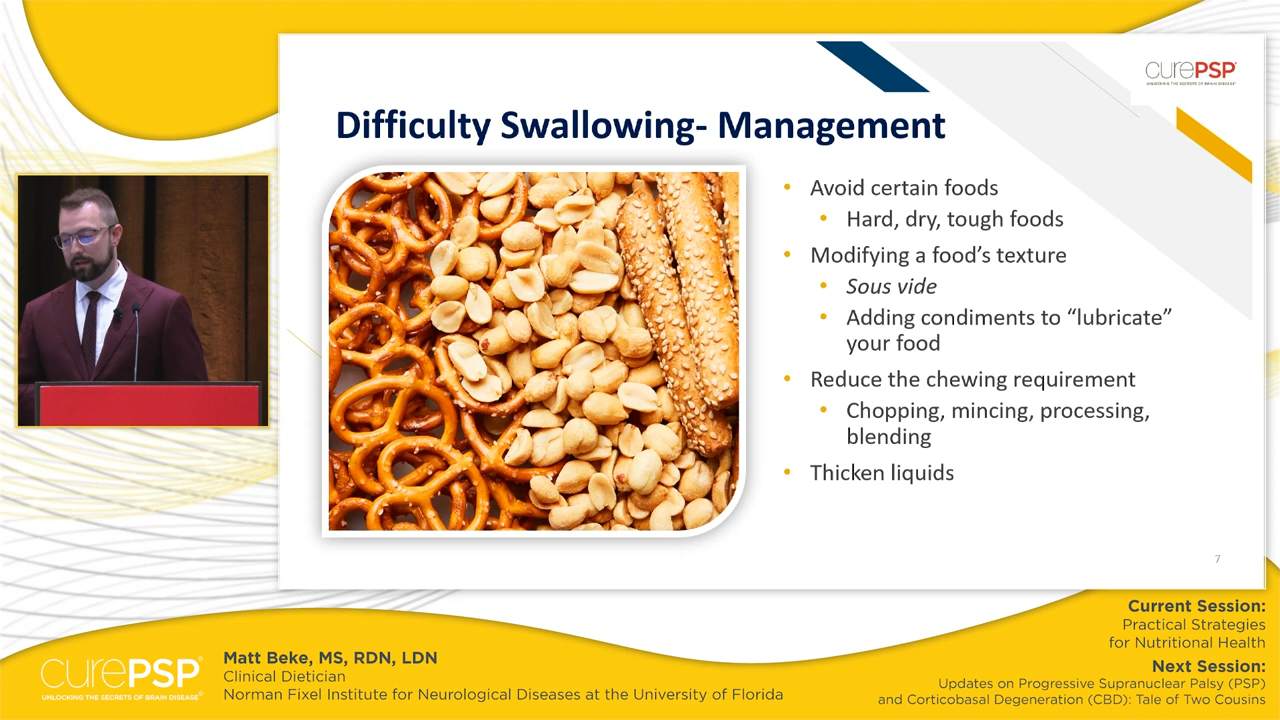 curePSP
UNLOCKING THE SECRETS OF BRAIN DISEASE
Difficulty Swallowing- Management
• Avoid certain foods
• Hard, dry, tough foods
• Modifying a food’s texture
• Sous vide
• Adding condiments to “lubricate”
your food
• Reduce the chewing requirement
• Chopping, mincing, processing,
blending
• Thicken liquids
7
curePSP®
UNLOCKING THE SECRETS OF BRAIN DISEASE®
Matt Beke, MS, RDN, LDN
Clinical Dietician
Norman Fixel Institute for Neurological Diseases at the University of Florida
Current Session:
Practical Strategies
for Nutritional Health
Next Session:
Updates on Progressive Supranuclear Palsy (PSP)
and Corticobasal Degeneration (CBD): Tale of Two Cousins